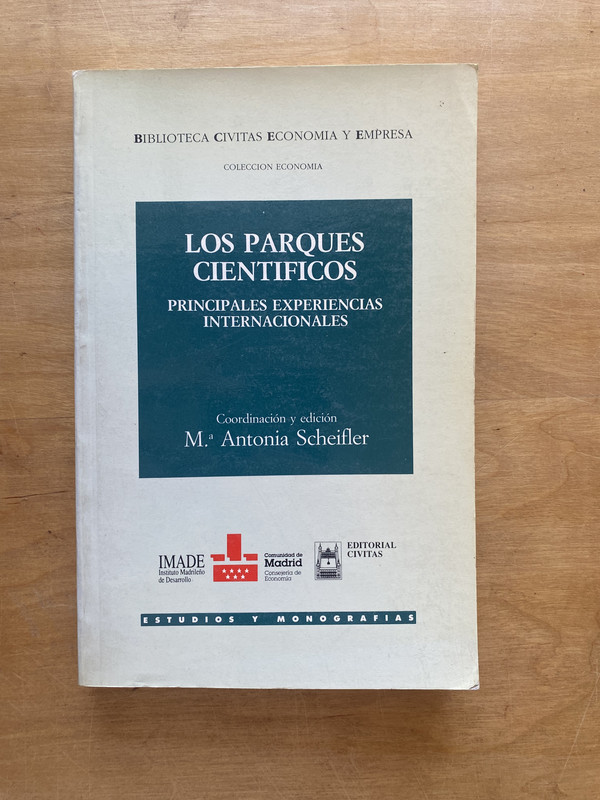 BIBLIOTECA CIVITAS ECONOMIA Y EMPRESA
COLECCION ECONOMIA
LOS PARQUES
CIENTIFICOS
PRINCIPALES EXPERIENCIAS
INTERNACIONALES
Coordinación y edición
M.ª Antonia Scheifler
IMADE
Instituto Madrileño
de Desarrollo
Comunidad de
Madrid
Consejería de
Economía
EDITORIAL
CIVITAS
ESTUDIOS Y MONOGRAFIAS